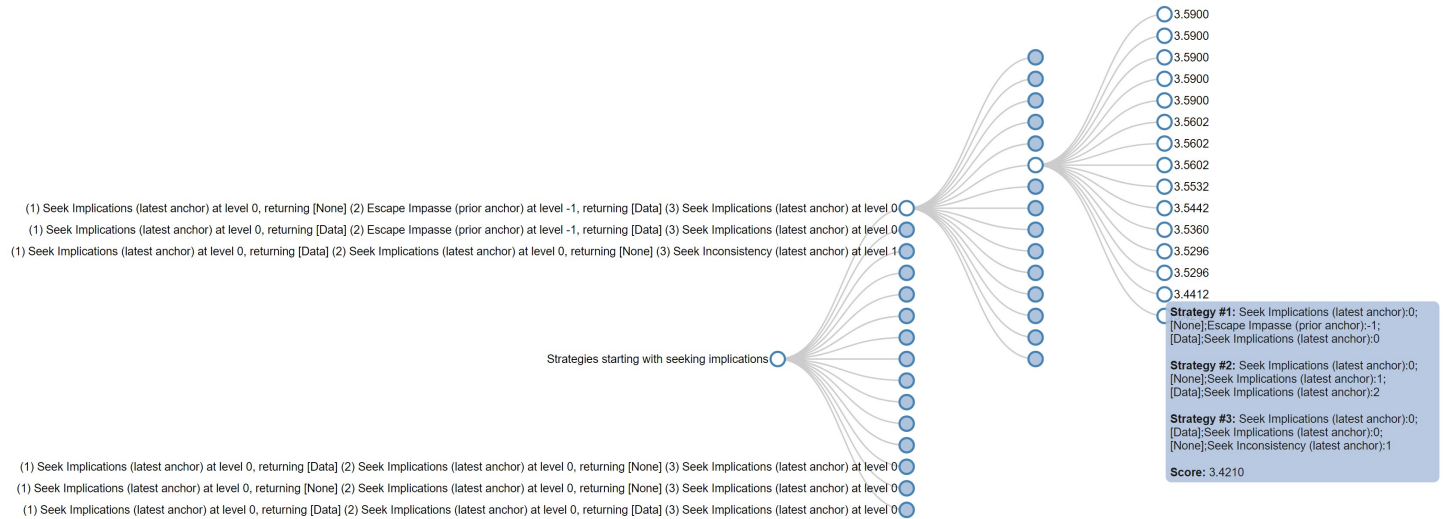 (1) Seek Implications (latest anchor) at level 0, returning [None] (2) Escape Impasse (prior anchor) at level -1, returning [Data] (3) Seek Implications (latest anchor) at level 0
(1) Seek Implications (latest anchor) at level 0, returning [Data] (2) Escape Impasse (prior anchor) at level -1, returning [Data] (3) Seek Implications (latest anchor) at level 0
(1) Seek Implications (latest anchor) at level 0, returning [Data] (2) Seek Implications (latest anchor) at level 0, returning [None] (3) Seek Inconsistency (latest anchor) at level 1
Strategies starting with seeking implications
(1) Seek Implications (latest anchor) at level 0, returning [Data] (2) Seek Implications (latest anchor) at level 0, returning [None] (3) Seek Implications (latest anchor) at level 0
(1) Seek Implications (latest anchor) at level 0, returning [None] (2) Seek Implications (latest anchor) at level 0, returning [None] (3) Seek Implications (latest anchor) at level 0
(1) Seek Implications (latest anchor) at level 0, returning [Data] (2) Seek Implications (latest anchor) at level 0, returning [Data] (3) Seek Implications (latest anchor) at level 0
3.5900
3.5900
3.5900
3.5900
3.5900
3.5602
3.5602
3.5602
3.5532
3.5442
3.5360
3.5296
3.5296
3.4412
Strategy #1: Seek Implications (latest anchor):0;
[None];Escape Impasse (prior anchor):-1;
[Data];Seek Implications (latest anchor):0
Strategy #2: Seek Implications (latest anchor):0;
[None];Seek Implications (latest anchor):1;
[Data];Seek Implications (latest anchor):2
Strategy #3: Seek Implications (latest anchor):0;
[Data];Seek Implications (latest anchor):0;
[None];Seek Inconsistency (latest anchor):1
Score: 3.4210